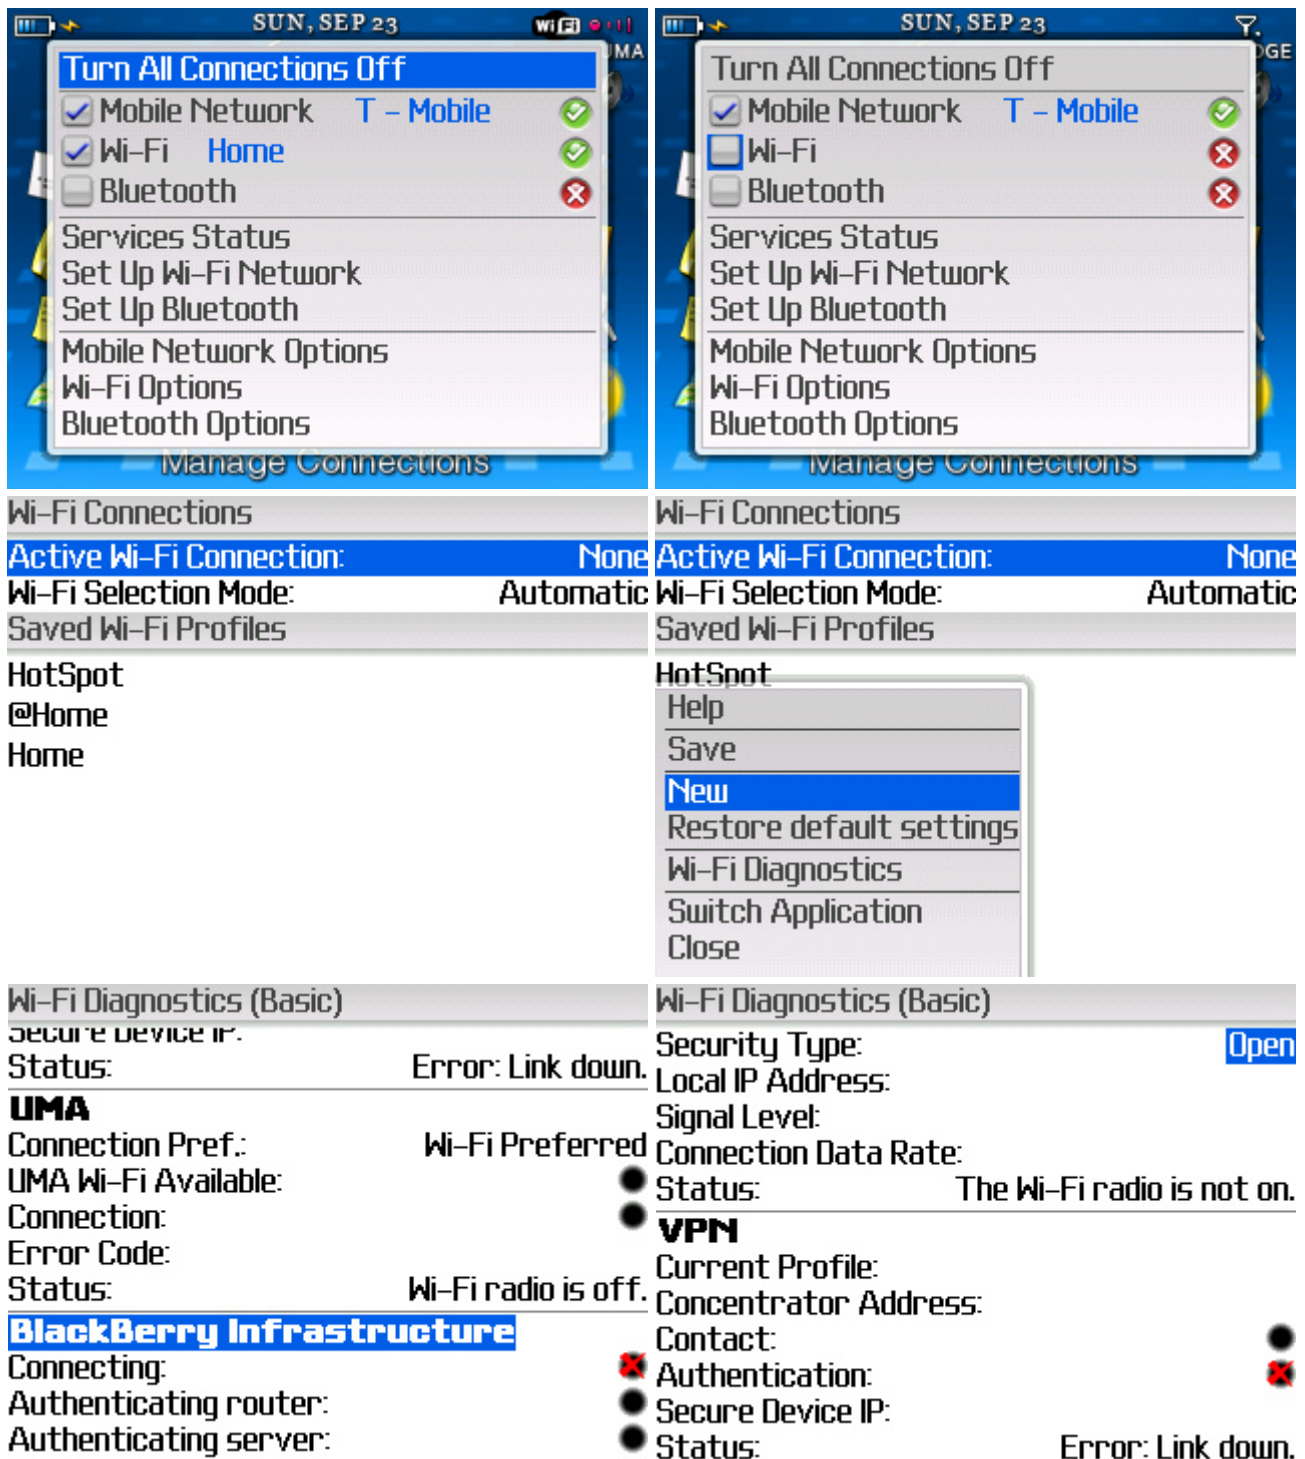 SUN, SEP 23
WiFi
UMA
Turn All Connections Off
Mobile Network T - Mobile
Wi-Fi Home
Bluetooth
Services Status
Set Up Wi-Fi Network
Set Up Bluetooth
Mobile Network Options
Wi-Fi Options
Bluetooth Options
Manage Connections
SUN, SEP 23
DGE
Turn All Connections Off
Mobile Network T - Mobile
Wi-Fi
Bluetooth
Services Status
Set Up Wi-Fi Network
Set Up Bluetooth
Mobile Network Options
Wi-Fi Options
Bluetooth Options
Manage Connections
Wi-Fi Connections
Active Wi-Fi Connection: None
Wi-Fi Selection Mode: Automatic
Saved Wi-Fi Profiles
HotSpot
@Home
Home
Wi-Fi Connections
Active Wi-Fi Connection: None
Wi-Fi Selection Mode: Automatic
Saved Wi-Fi Profiles
HotSpot
Help
Save
New
Restore default settings
Wi-Fi Diagnostics
Switch Application
Close
Wi-Fi Diagnostics (Basic)
Secure Device IP:
Status: Error: Link down.
UMA
Connection Pref.: Wi-Fi Preferred
UMA Wi-Fi Available:
Connection:
Error Code:
Status: Wi-Fi radio is off.
BlackBerry Infrastructure
Connecting:
Authenticating router:
Authenticating server:
Wi-Fi Diagnostics (Basic)
Security Type: Open
Local IP Address:
Signal Level:
Connection Data Rate:
Status: The Wi-Fi radio is not on.
VPN
Current Profile:
Concentrator Address:
Contact:
Authentication:
Secure Device IP:
Status: Error: Link down.